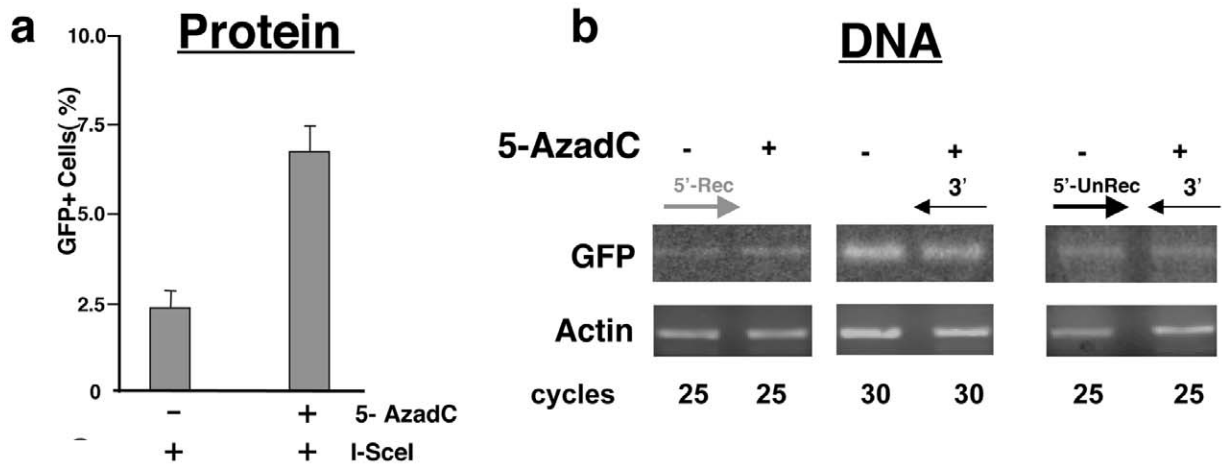 a
Protein
10.0
7.5
5.0
2.5
0
GFP+ Cells( %)
- + 5- AzadC
+ + I-SceI
b
DNA
5-AzadC - + - + - +
5'-Rec 3' 5'-UnRec 3'
GFP
Actin
cycles 25 25 30 30 25 25